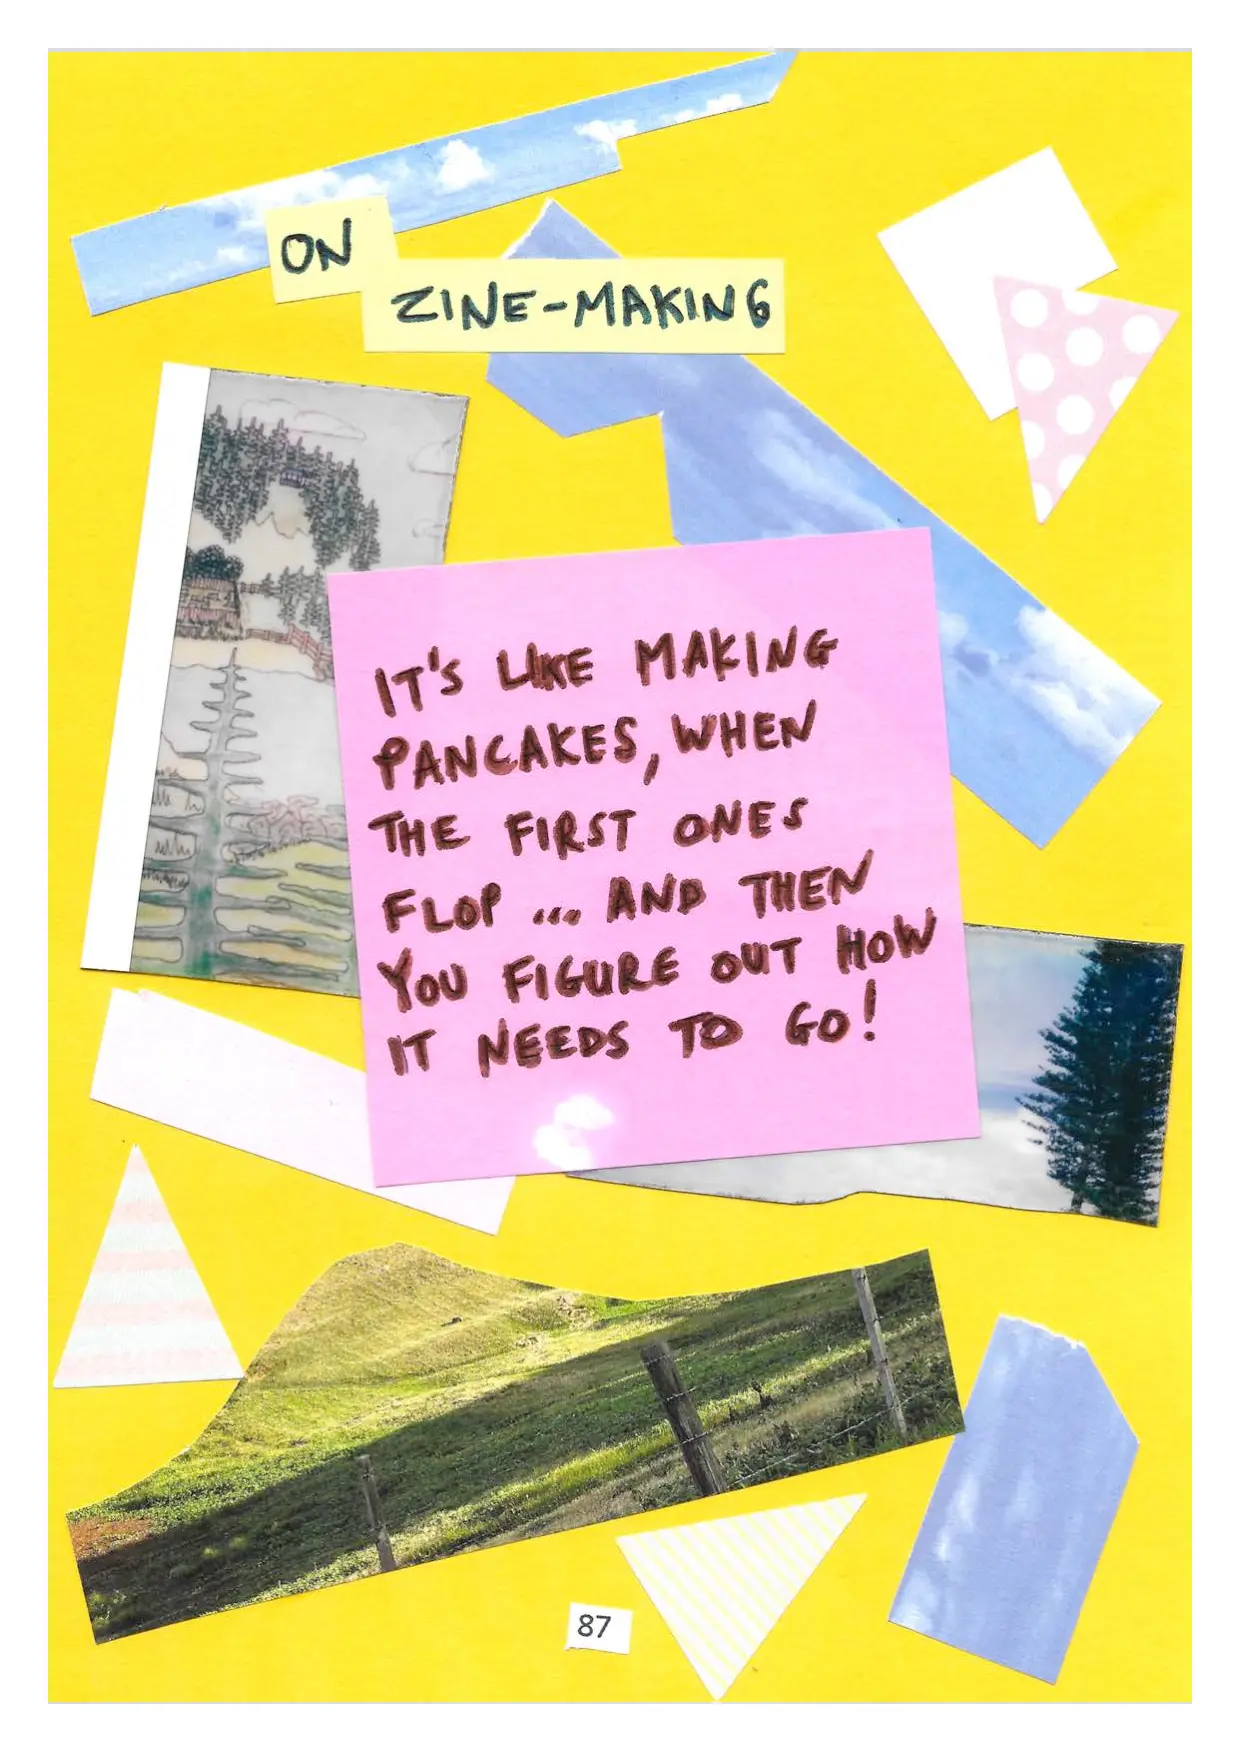 ON
ZINE-MAKING
IT'S LIKE MAKING
PANCAKES, WHEN
THE FIRST ONES
FLOP ... AND THEN
YOU FIGURE OUT HOW
IT NEEDS TO GO!
87